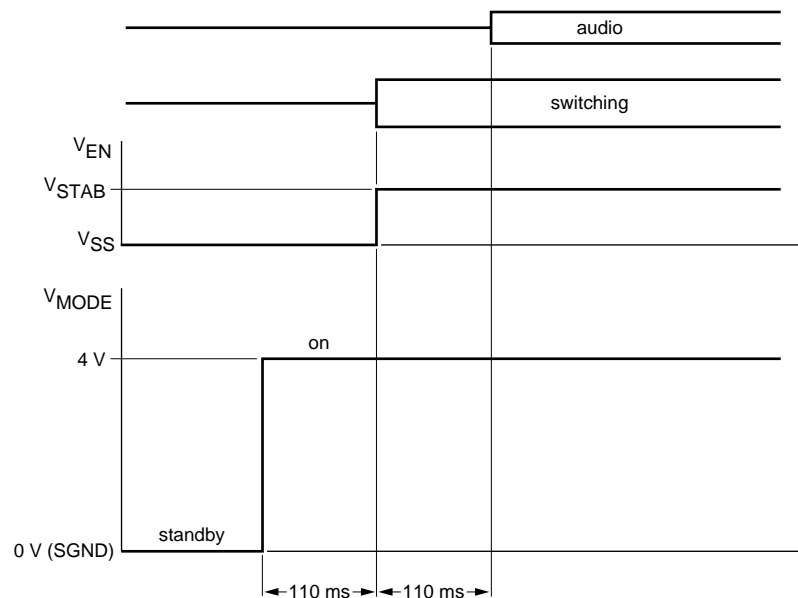 audio
switching
VEN
VSTAB
VSS
VMODE
on
4 V
standby
0 V (SGND)
110 ms 110 ms